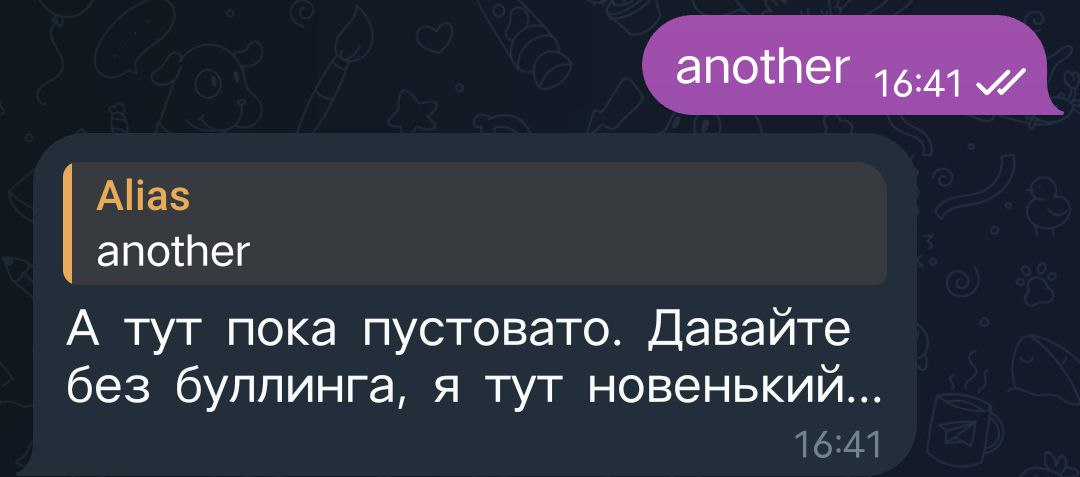 another 16:41
Alias
another
А тут пока пустовато. Давайте
без буллинга, я тут новенький...
16:41